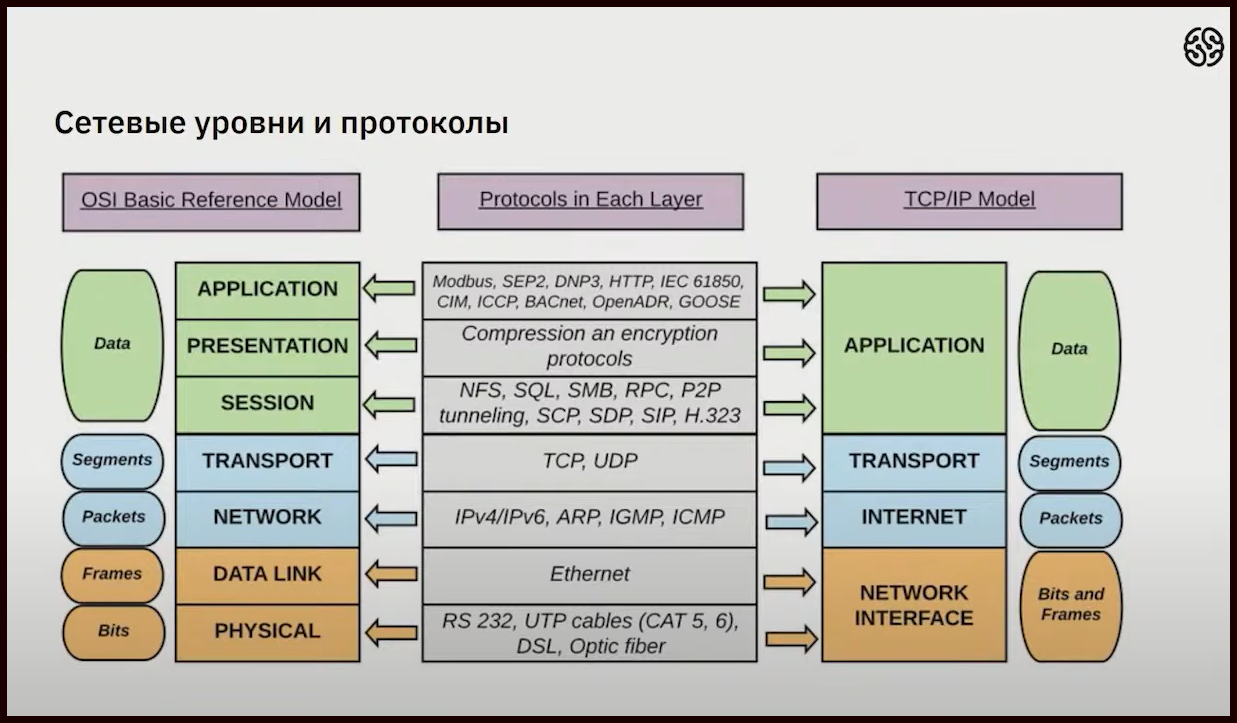 Сетевые уровни и протоколы
OSI Basic Reference Model
Protocols in Each Layer
TCP/IP Model
Data
APPLICATION
PRESENTATION
SESSION
Segments
TRANSPORT
Packets
NETWORK
Frames
DATA LINK
Bits
PHYSICAL
Modbus, SEP2, DNP3, HTTP, IEC 61850,
CIM, ICCP, BACnet, OpenADR, GOOSE
Compression an encryption
protocols
NFS, SQL, SMB, RPC, P2P
tunneling, SCP, SDP, SIP, H.323
TCP, UDP
IPv4/IPv6, ARP, IGMP, ICMP
Ethernet
RS 232, UTP cables (CAT 5, 6),
DSL, Optic fiber
APPLICATION
Data
TRANSPORT
Segments
INTERNET
Packets
NETWORK
INTERFACE
Bits and
Frames